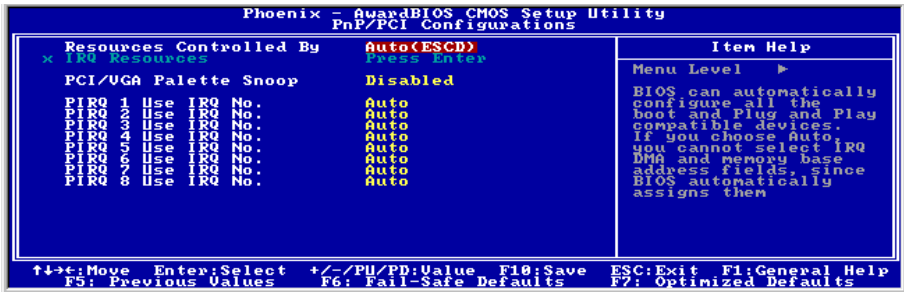 Phoenix - AwardBIOS CMOS Setup Utility
PnP/PCI Configurations
Resources Controlled By Auto(ESCD)
x IRQ Resources Press Enter
PCI/VGA Palette Snoop Disabled
PIRQ 1 Use IRQ No. Auto
PIRQ 2 Use IRQ No. Auto
PIRQ 3 Use IRQ No. Auto
PIRQ 4 Use IRQ No. Auto
PIRQ 5 Use IRQ No. Auto
PIRQ 6 Use IRQ No. Auto
PIRQ 7 Use IRQ No. Auto
PIRQ 8 Use IRQ No. Auto
Item Help
Menu Level ►
BIOS can automatically
configure all the
boot and Plug and Play
compatible devices.
If you choose Auto,
you cannot select IRQ
DMA and memory base
address fields, since
BIOS automatically
assigns them
↑↓→←:Move Enter:Select +/-/PU/PD:Value F10:Save ESC:Exit F1:General Help
F5: Previous Values F6: Fail-Safe Defaults F7: Optimized Defaults